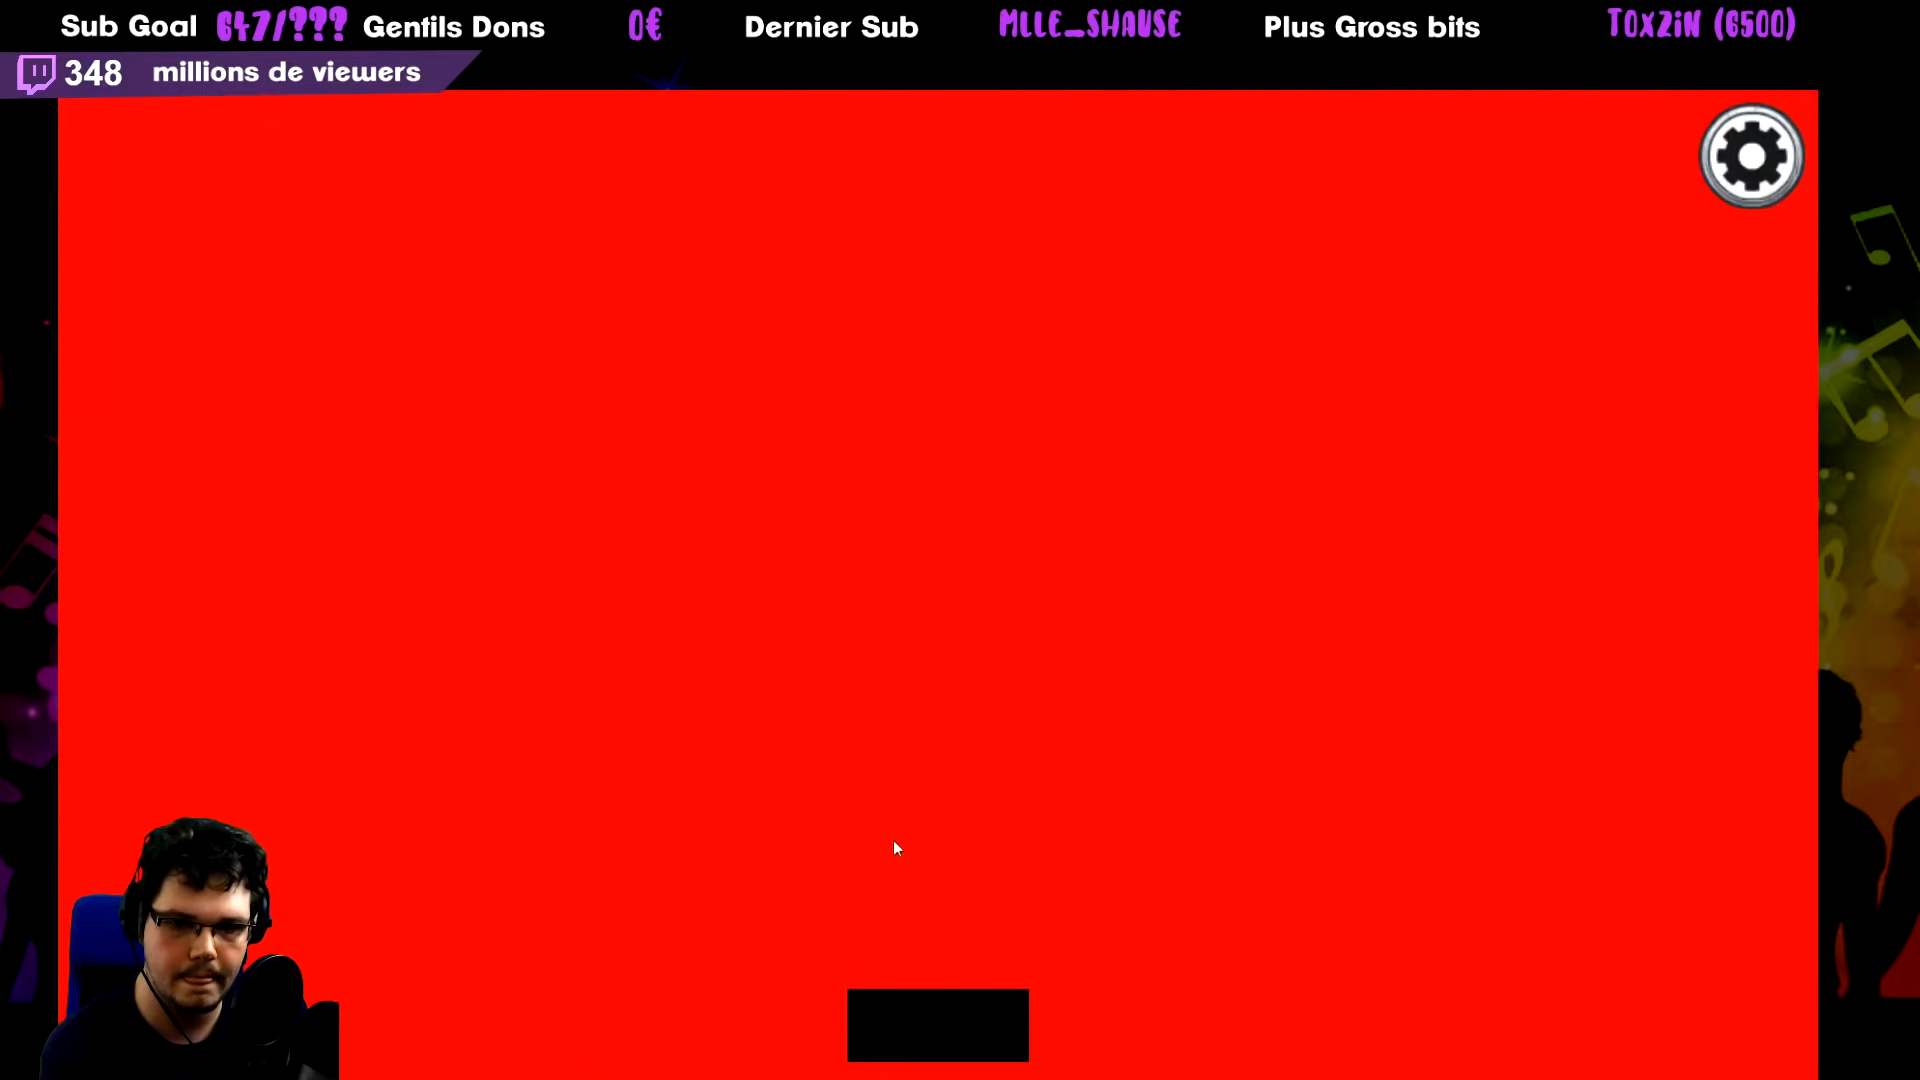 Sub Goal 647/??? Gentils Dons 0€ Dernier Sub MLLE_SHAUSE Plus Gross bits TOXZiN (6500)
348 millions de viewers